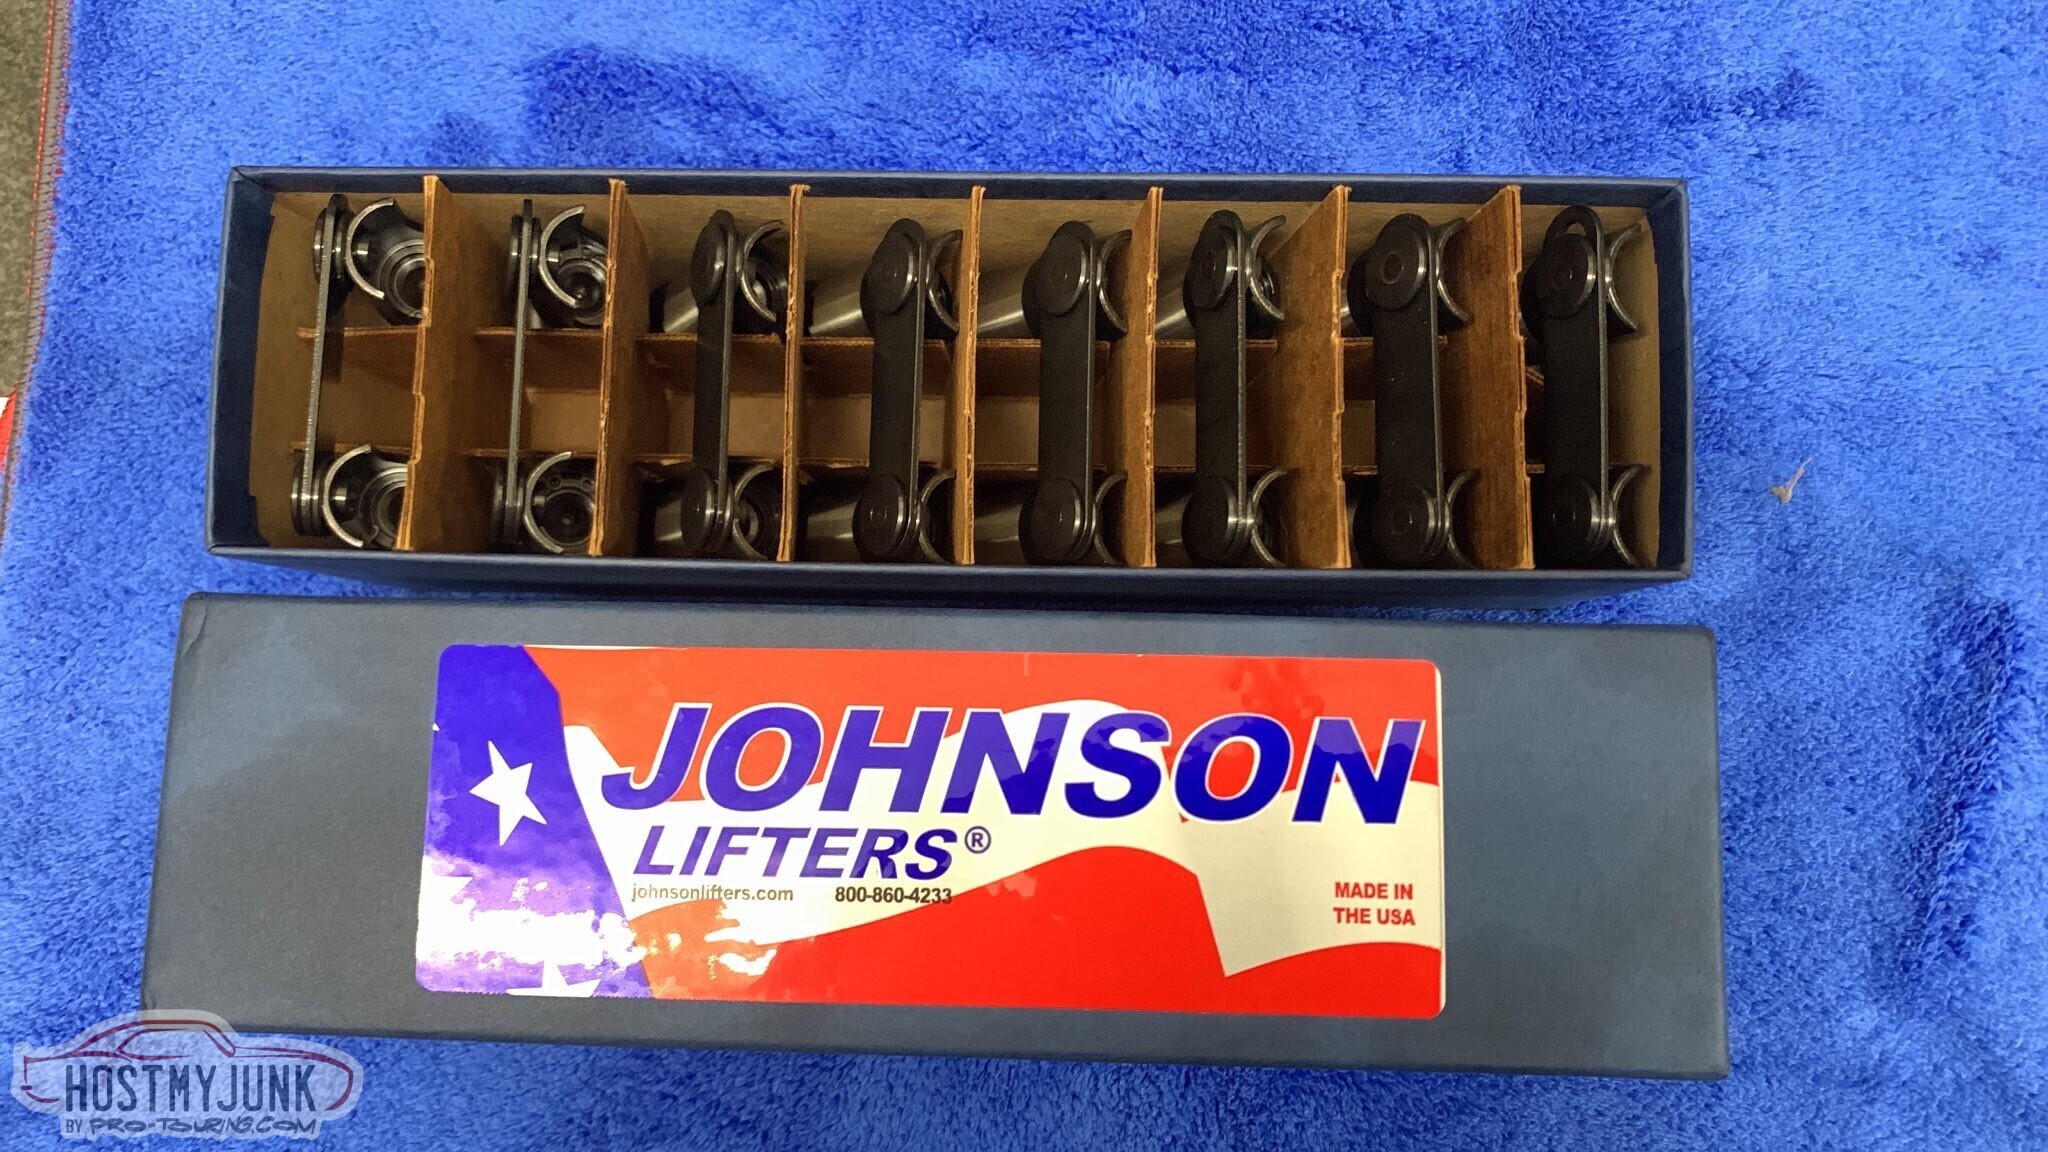 JOHNSON
LIFTERS®
johnsonlifters.com 800-860-4233
MADE IN
THE USA
HOSTMYJUNK
BY PRO-TOURING.COM